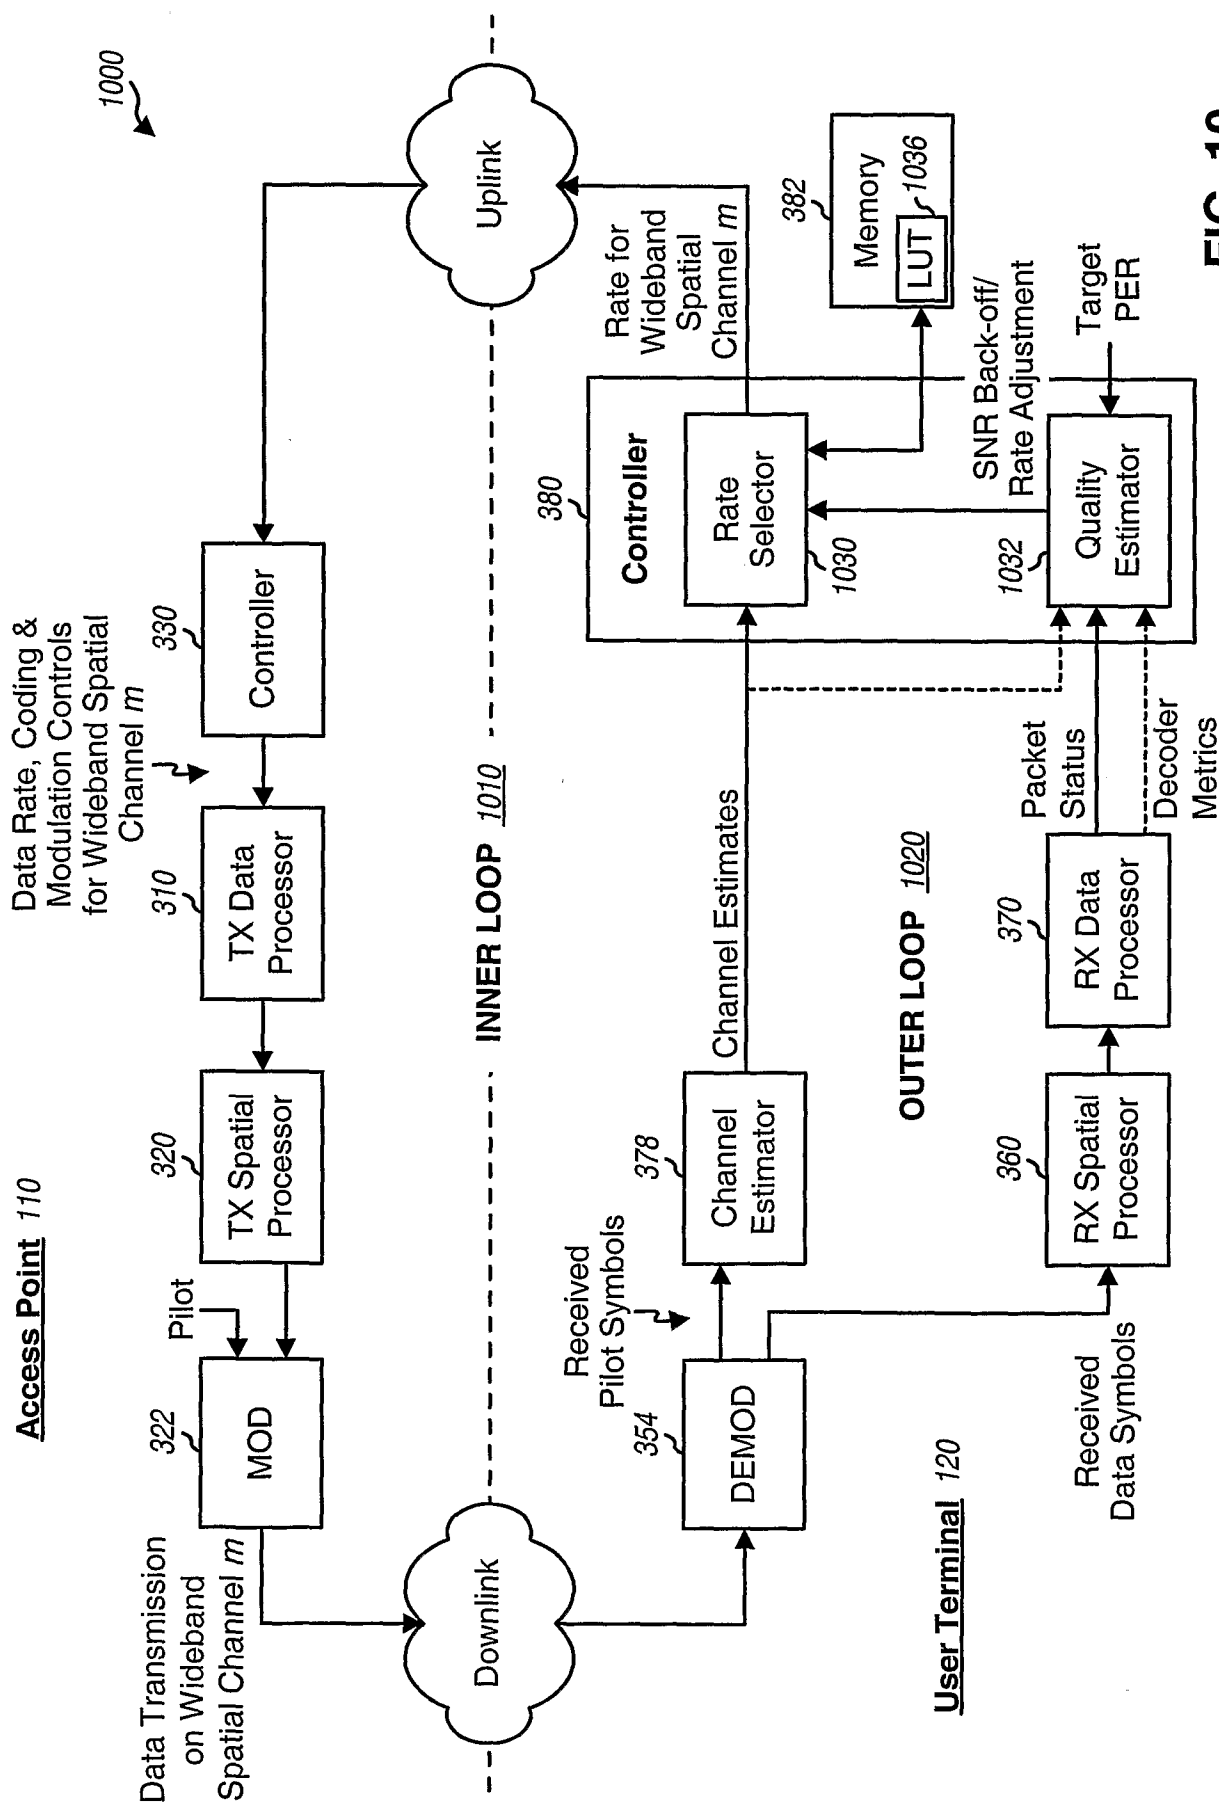 Access Point 110
1000
Data Transmission
on Wideband
Spatial Channel m
322
MOD
Pilot
320
TX Spatial
Processor
310
TX Data
Processor
Data Rate, Coding &
Modulation Controls
for Wideband Spatial
Channel m
330
Controller
Downlink
INNER LOOP 1010
Uplink
Received
Pilot Symbols
354
DEMOD
378
Channel
Estimator
Channel Estimates
380
Controller
Rate
Selector
1030
Rate for
Wideband
Spatial
Channel m
382
Memory
LUT
1036
OUTER LOOP 1020
SNR Back-off/
Rate Adjustment
User Terminal 120
Received
Data Symbols
360
RX Spatial
Processor
370
RX Data
Processor
Packet
Status
Decoder
Metrics
1032
Quality
Estimator
Target
PER